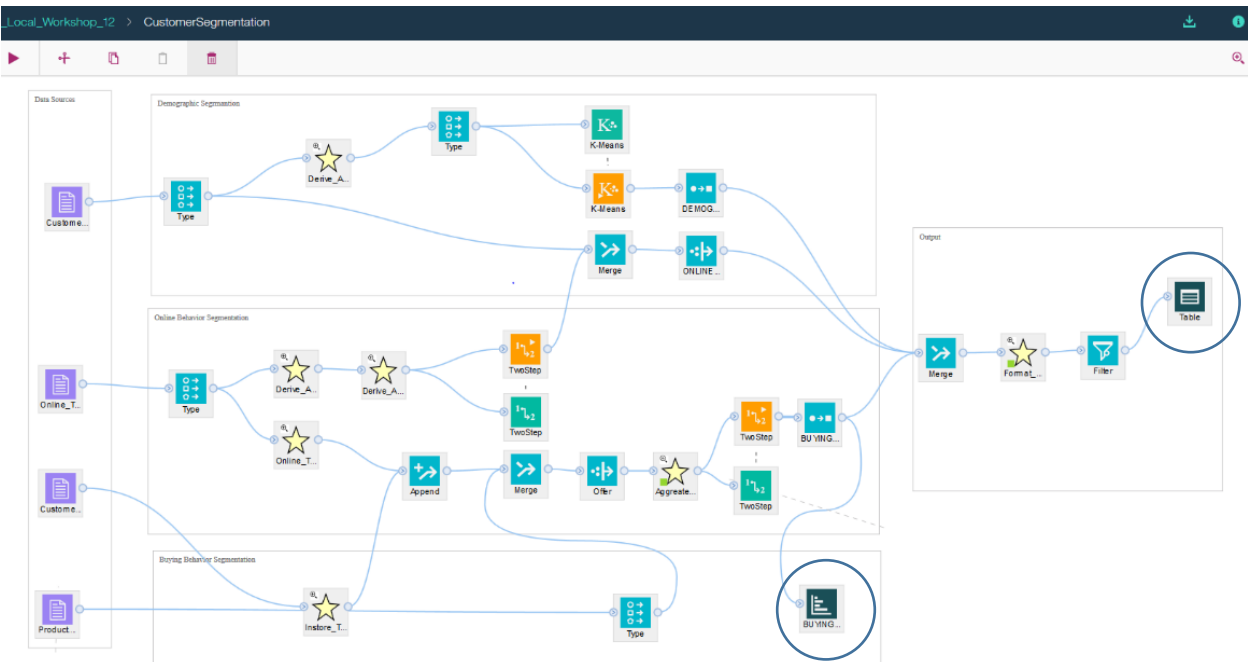 _Local_Workshop_12 > CustomerSegmentation
Data Sources
Demographic Segmantion
Type
K-Means
Derive_A...
K-Means
DEMOG...
Custome...
Type
Merge
ONLINE ...
Output
Table
Online Behavior Segmentation
TwoStep
Merge
Format_...
Filter
Online_T...
Type
Derive_A...
Derive_A...
TwoStep
TwoStep
BUYING...
Online_T...
Custome...
Append
Merge
Offer
Aggreate...
TwoStep
Buying Behavior Segmentation
Product...
Instore_T...
Type
BUYING...